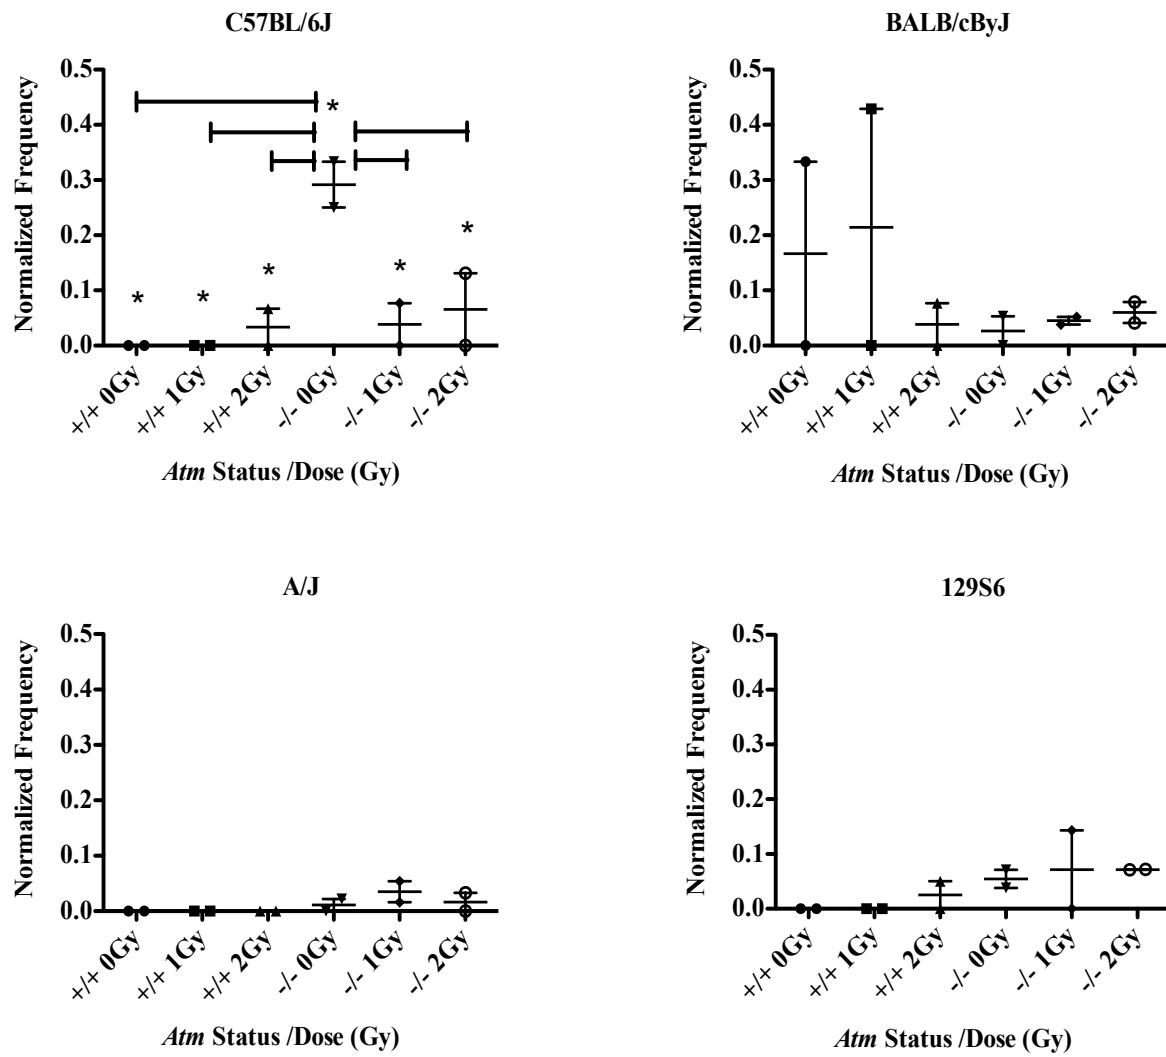 C57BL/6J
Normalized Frequency
0.5
0.4
0.3
0.2
0.1
0.0
*
*
*
*
*
*
+/+ 0Gy
+/+ 1Gy
+/+ 2Gy
-/- 0Gy
-/- 1Gy
-/- 2Gy
Atm Status /Dose (Gy)
BALB/cByJ
Normalized Frequency
0.5
0.4
0.3
0.2
0.1
0.0
+/+ 0Gy
+/+ 1Gy
+/+ 2Gy
-/- 0Gy
-/- 1Gy
-/- 2Gy
Atm Status /Dose (Gy)
A/J
Normalized Frequency
0.5
0.4
0.3
0.2
0.1
0.0
+/+ 0Gy
+/+ 1Gy
+/+ 2Gy
-/- 0Gy
-/- 1Gy
-/- 2Gy
Atm Status /Dose (Gy)
129S6
Normalized Frequency
0.5
0.4
0.3
0.2
0.1
0.0
+/+ 0Gy
+/+ 1Gy
+/+ 2Gy
-/- 0Gy
-/- 1Gy
-/- 2Gy
Atm Status /Dose (Gy)